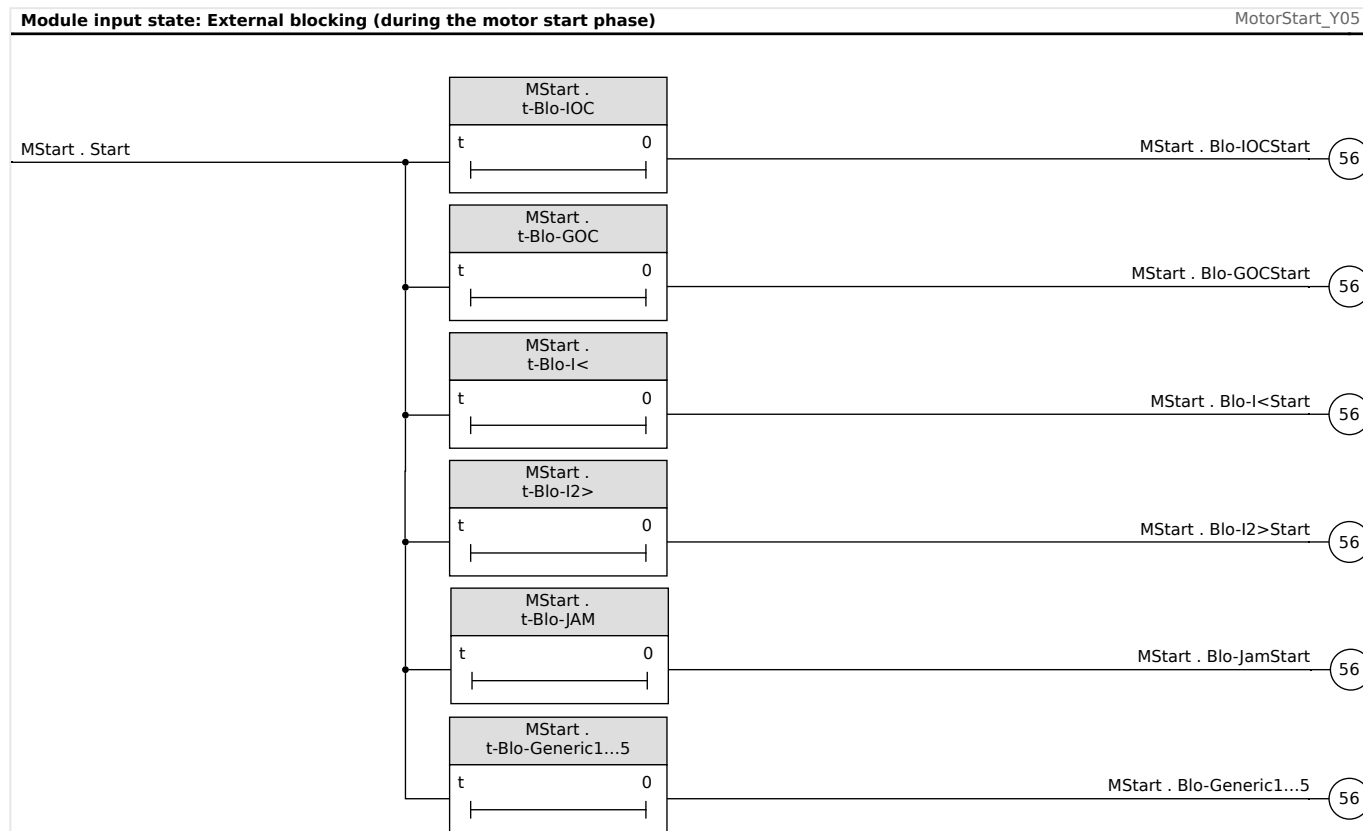 Module input state: External blocking (during the motor start phase)
MotorStart_Y05
MStart .
t-Blo-IOC
t 0
MStart . Start
MStart . Blo-IOCStart
56
MStart .
t-Blo-GOC
t 0
MStart . Blo-GOCStart
56
MStart .
t-Blo-I<
t 0
MStart . Blo-I<Start
56
MStart .
t-Blo-I2>
t 0
MStart . Blo-I2>Start
56
MStart .
t-Blo-JAM
t 0
MStart . Blo-JamStart
56
MStart .
t-Blo-Generic1...5
t 0
MStart . Blo-Generic1...5
56